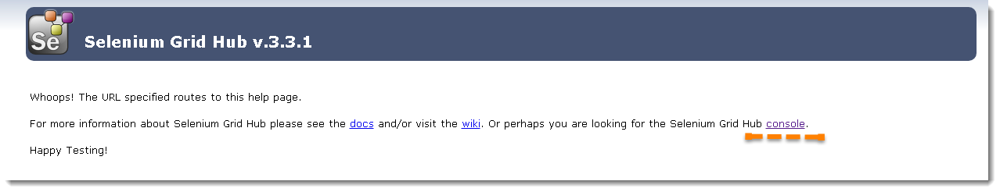 Se
Selenium Grid Hub v.3.3.1
Whoops! The URL specified routes to this help page.
For more information about Selenium Grid Hub please see the docs and/or visit the wiki. Or perhaps you are looking for the Selenium Grid Hub console.
Happy Testing!